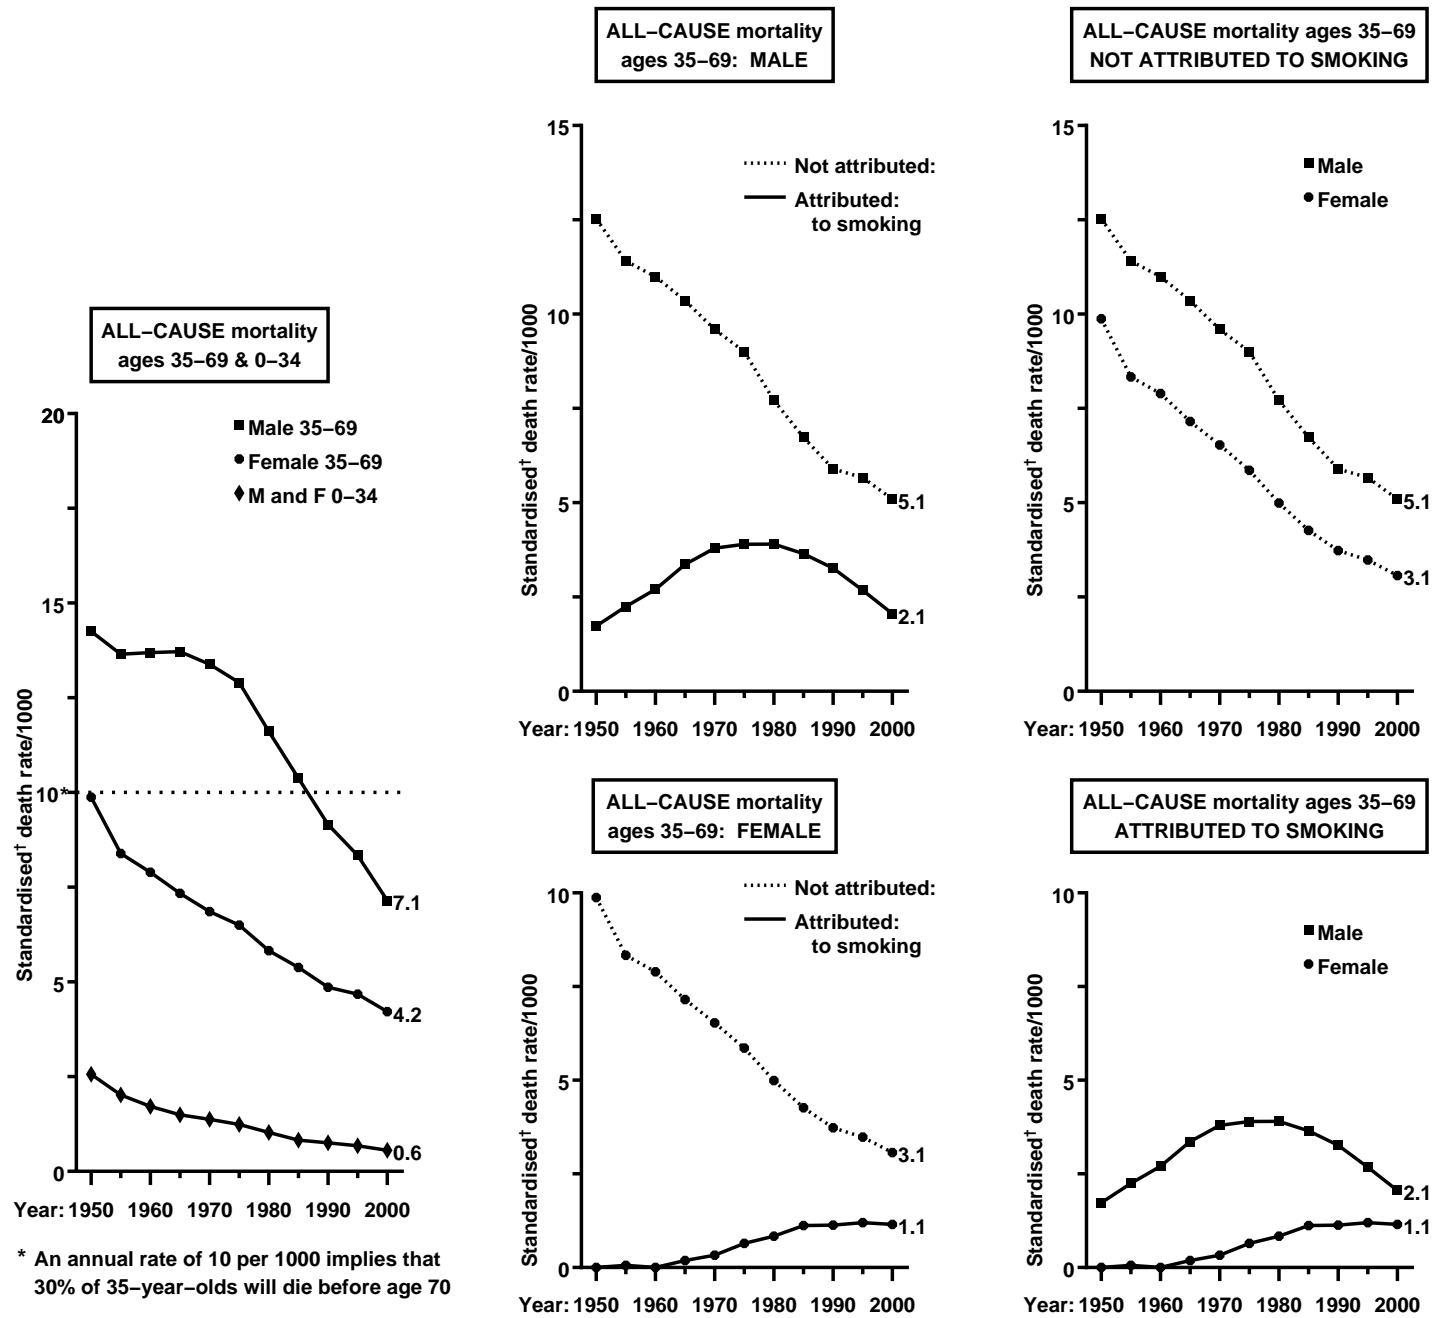 ALL–CAUSE mortality
ages 35–69 & 0–34
20
15
10*
5
0
Standardised† death rate/1000
Male 35–69
Female 35–69
M and F 0–34
7.1
4.2
0.6
Year: 1950 1960 1970 1980 1990 2000
* An annual rate of 10 per 1000 implies that
30% of 35–year–olds will die before age 70
ALL–CAUSE mortality
ages 35–69: MALE
15
10
5
0
Standardised† death rate/1000
Not attributed:
Attributed:
to smoking
5.1
2.1
Year: 1950 1960 1970 1980 1990 2000
ALL–CAUSE mortality ages 35–69
NOT ATTRIBUTED TO SMOKING
15
10
5
0
Standardised† death rate/1000
Male
Female
5.1
3.1
Year: 1950 1960 1970 1980 1990 2000
ALL–CAUSE mortality
ages 35–69: FEMALE
10
5
0
Standardised† death rate/1000
Not attributed:
Attributed:
to smoking
3.1
1.1
Year: 1950 1960 1970 1980 1990 2000
ALL–CAUSE mortality ages 35–69
ATTRIBUTED TO SMOKING
10
5
0
Standardised† death rate/1000
Male
Female
2.1
1.1
Year: 1950 1960 1970 1980 1990 2000